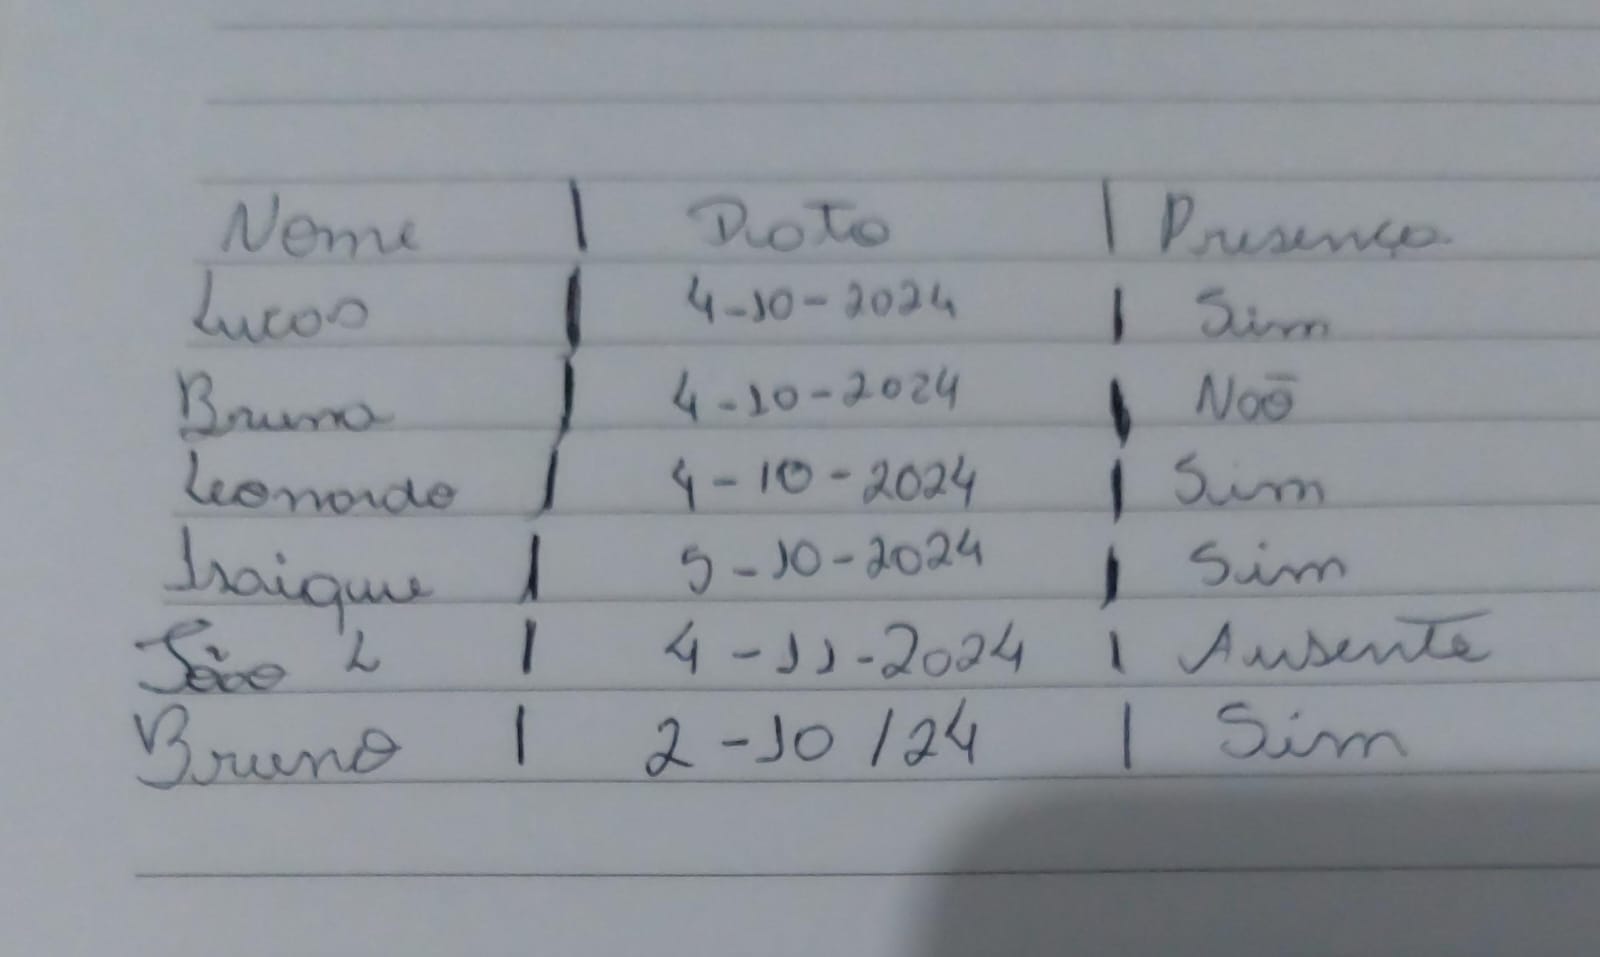 Nome | Data | Presença
Lucas | 4-10-2024 | Sim
Bruno | 4-10-2024 | Não
Leonardo | 4-10-2024 | Sim
Isaique | 5-10-2024 | Sim
João L | 4-11-2024 | Ausente
Bruno | 2-10/24 | Sim